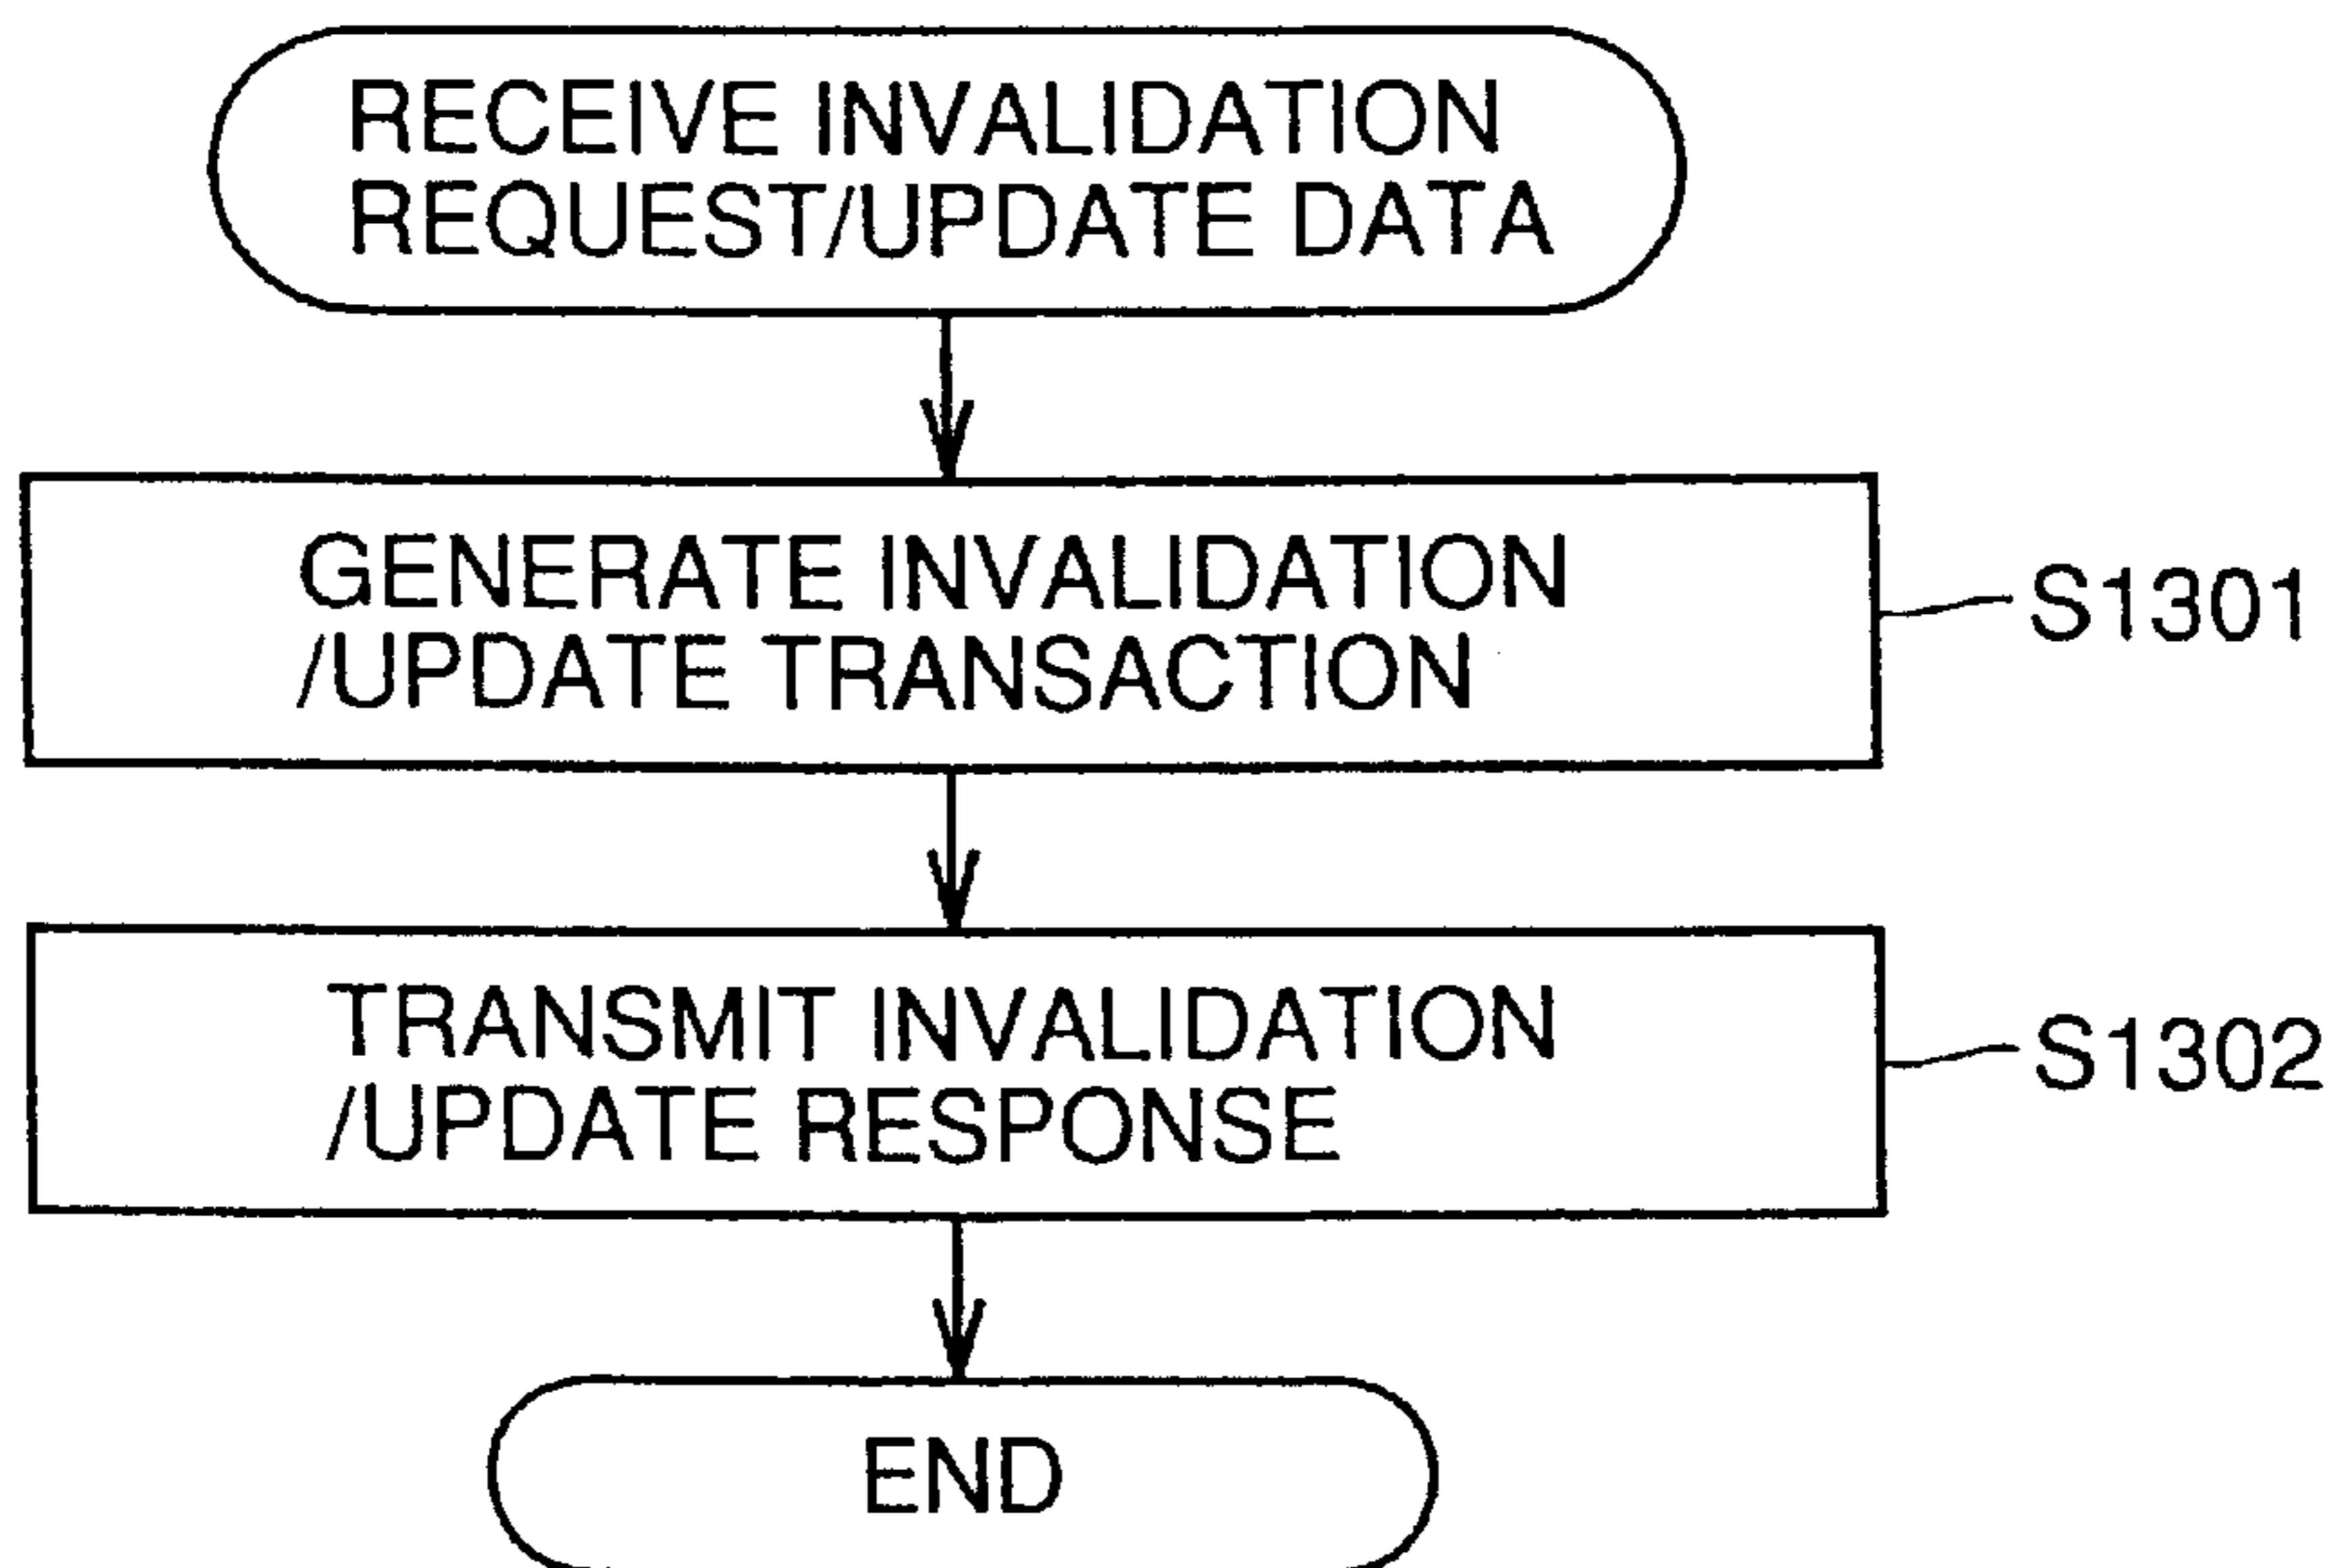 RECEIVE INVALIDATION
REQUEST/UPDATE DATA
GENERATE INVALIDATION
/UPDATE TRANSACTION
S1301
TRANSMIT INVALIDATION
/UPDATE RESPONSE
S1302
END